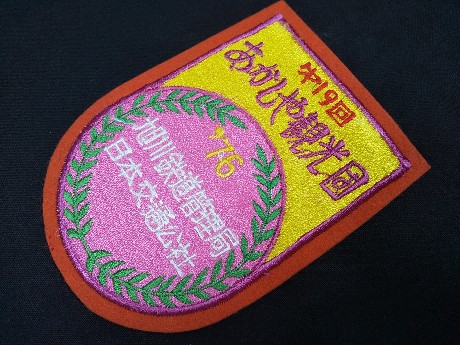 第19回
あかしや観光団
'76
旭川鉄道管理局
日本交通公社